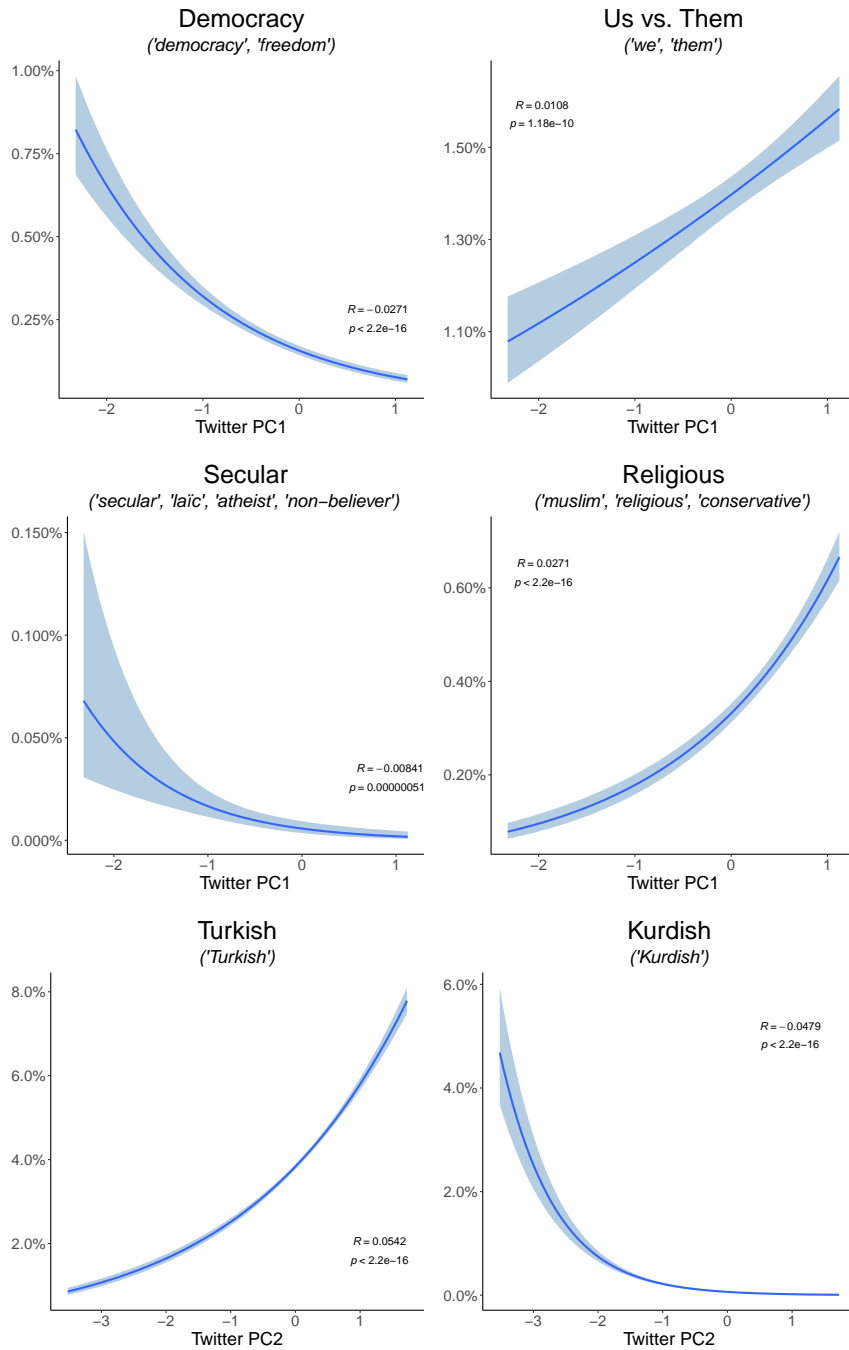 Democracy
('democracy', 'freedom')
1.00%
0.75%
0.50%
0.25%
R = −0.0271
p < 2.2e−16
−2
−1
0
1
Twitter PC1
Us vs. Them
('we', 'them')
R = 0.0108
p = 1.18e−10
1.50%
1.30%
1.10%
−2
−1
0
1
Twitter PC1
Secular
('secular', 'laïc', 'atheist', 'non−believer')
0.150%
0.100%
0.050%
0.000%
R = −0.00841
p = 0.00000051
−2
−1
0
1
Twitter PC1
Religious
('muslim', 'religious', 'conservative')
R = 0.0271
p < 2.2e−16
0.60%
0.40%
0.20%
−2
−1
0
1
Twitter PC1
Turkish
('Turkish')
8.0%
6.0%
4.0%
2.0%
R = 0.0542
p < 2.2e−16
−3
−2
−1
0
1
Twitter PC2
Kurdish
('Kurdish')
6.0%
4.0%
2.0%
0.0%
R = −0.0479
p < 2.2e−16
−3
−2
−1
0
1
Twitter PC2